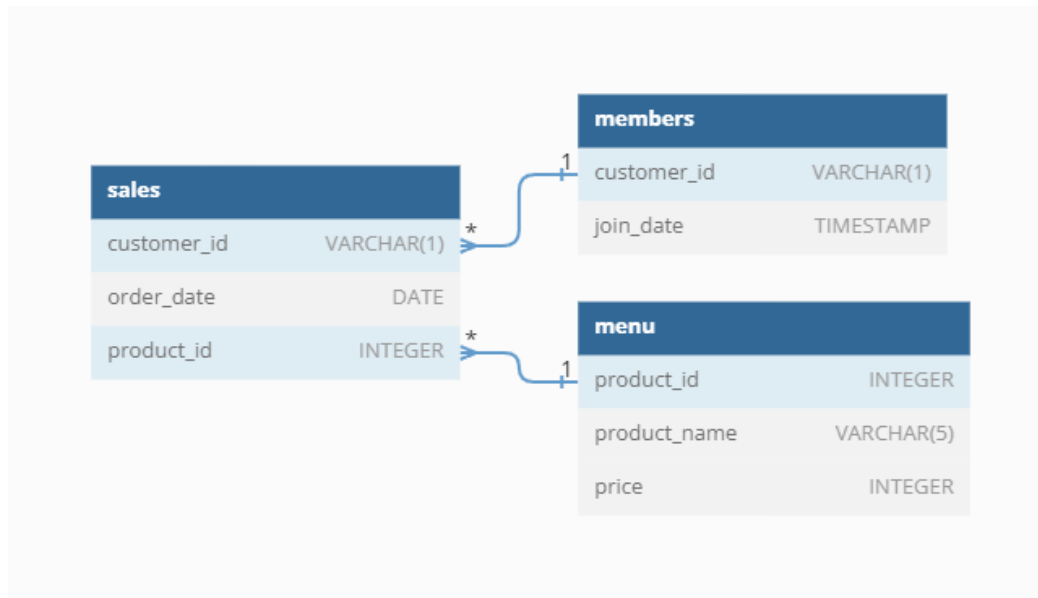 sales
customer_id VARCHAR(1)
order_date DATE
product_id INTEGER
*
*
1
1
members
customer_id VARCHAR(1)
join_date TIMESTAMP
menu
product_id INTEGER
product_name VARCHAR(5)
price INTEGER